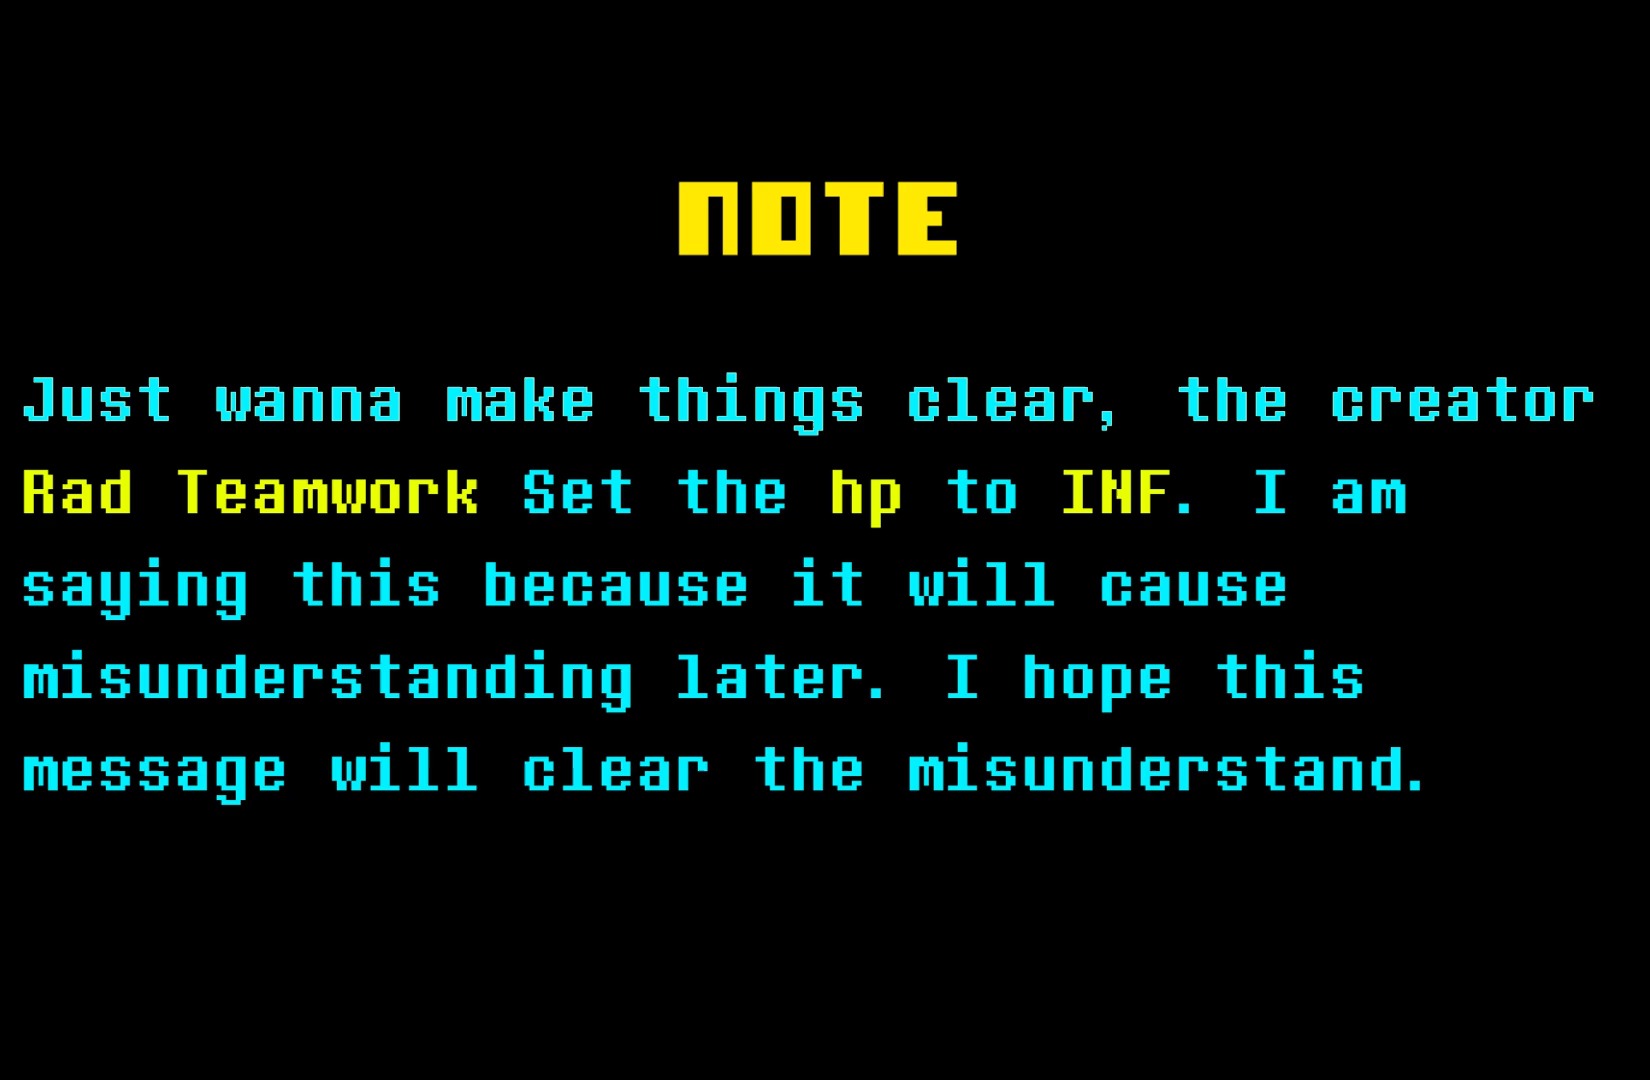 NOTE
Just wanna make things clear, the creator
Rad Teamwork Set the hp to INF. I am
saying this because it will cause
misunderstanding later. I hope this
message will clear the misunderstand.